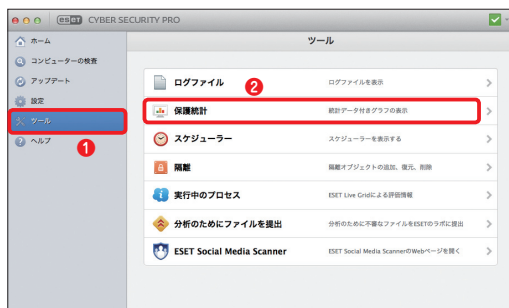 eset CYBER SECURITY PRO
ツール
ホーム
コンピューターの検査
アップデート
設定
ツール
ヘルプ
1
2
ログファイル ログファイルを表示
保護統計 統計データ付きグラフの表示
スケジューラー スケジューラーを表示する
隔離 隔離オブジェクトの追加、復元、削除
実行中のプロセス ESET Live Gridによる評価情報
分析のためにファイルを提出 分析のために不審なファイルをESETのラボに提出
ESET Social Media Scanner ESET Social Media ScannerのWebページを開く